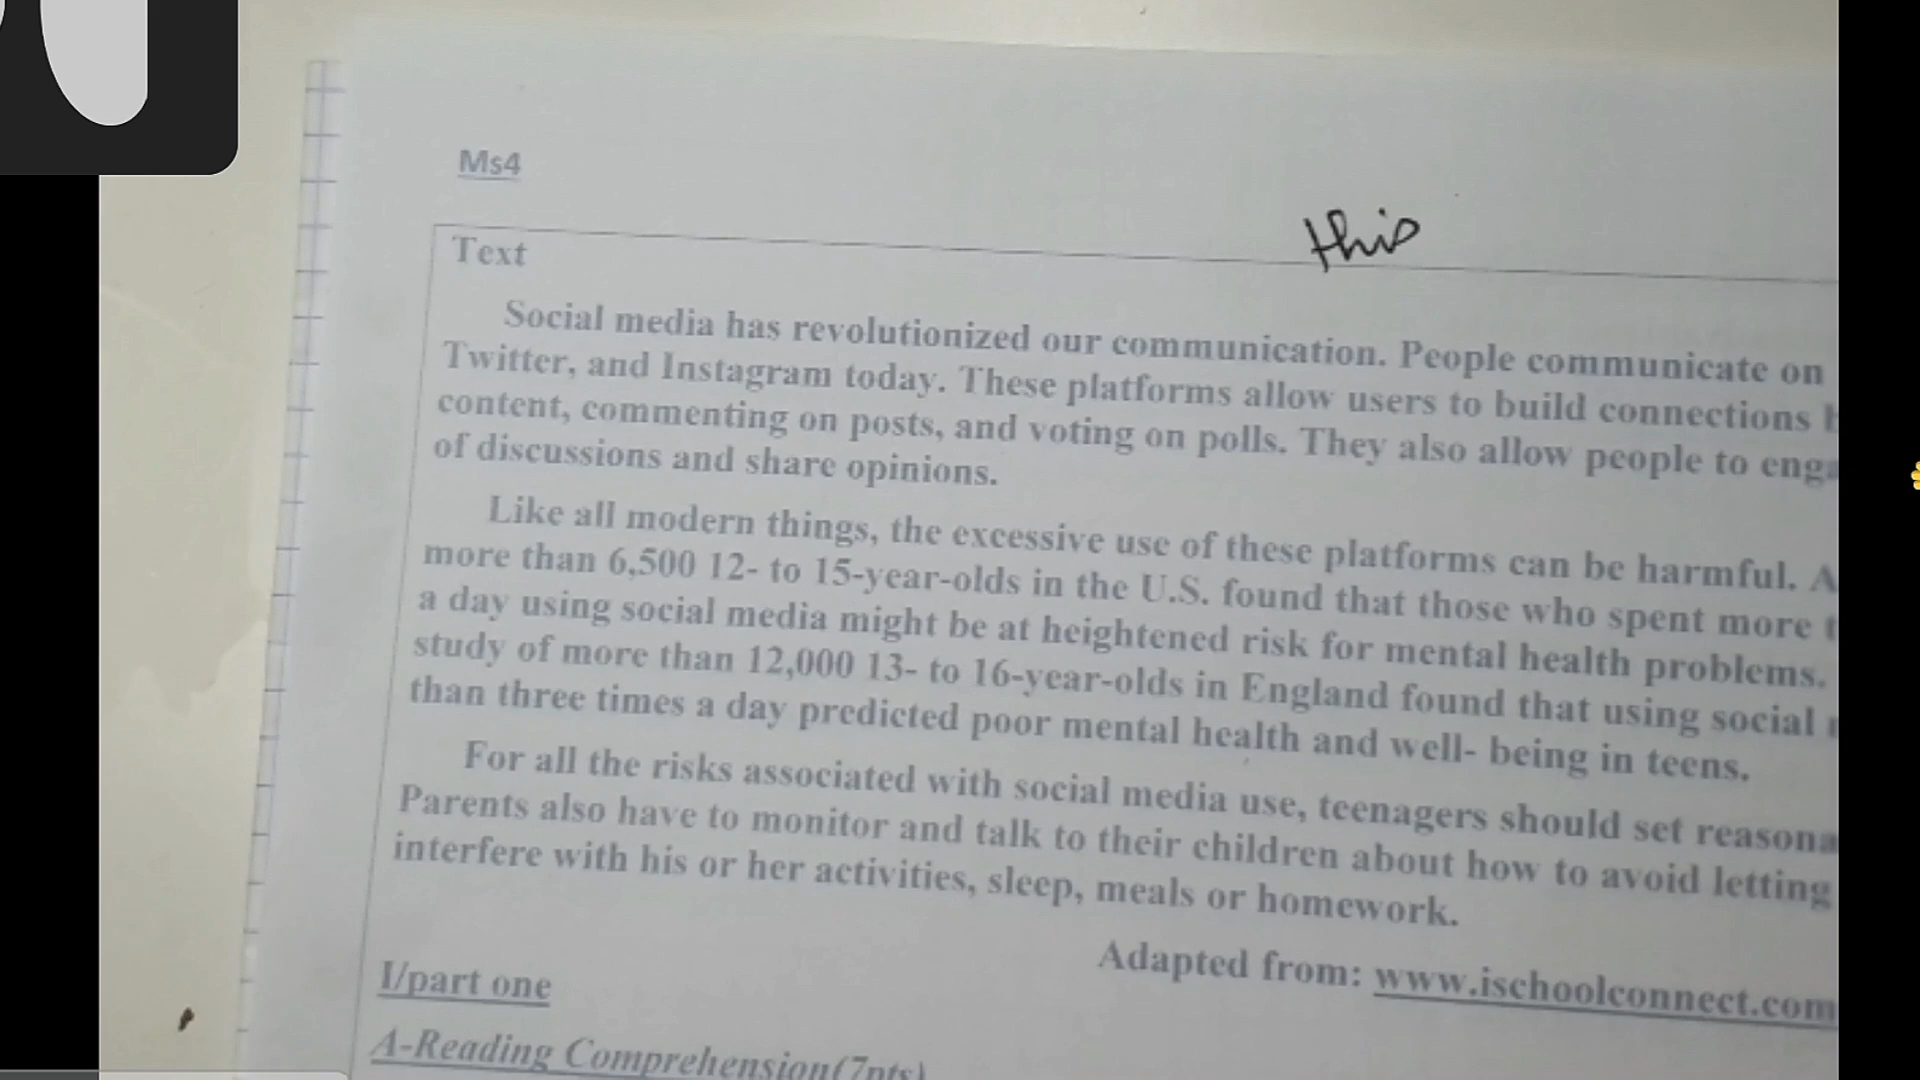 Ms4
this
Text
Social media has revolutionized our communication. People communicate on
Twitter, and Instagram today. These platforms allow users to build connections
content, commenting on posts, and voting on polls. They also allow people to
of discussions and share opinions.
Like all modern things, the excessive use of these platforms can be harmful. A
more than 6,500 12- to 15-year-olds in the U.S. found that those who spent more
a day using social media might be at heightened risk for mental health problems.
study of more than 12,000 13- to 16-year-olds in England found that using social
than three times a day predicted poor mental health and well- being in teens.
For all the risks associated with social media use, teenagers should set
Parents also have to monitor and talk to their children about how to avoid letting
interfere with his or her activities, sleep, meals or homework.
Adapted from: www.ischoolconnect.com
I/part one
A-Reading Comprehension(7pts)